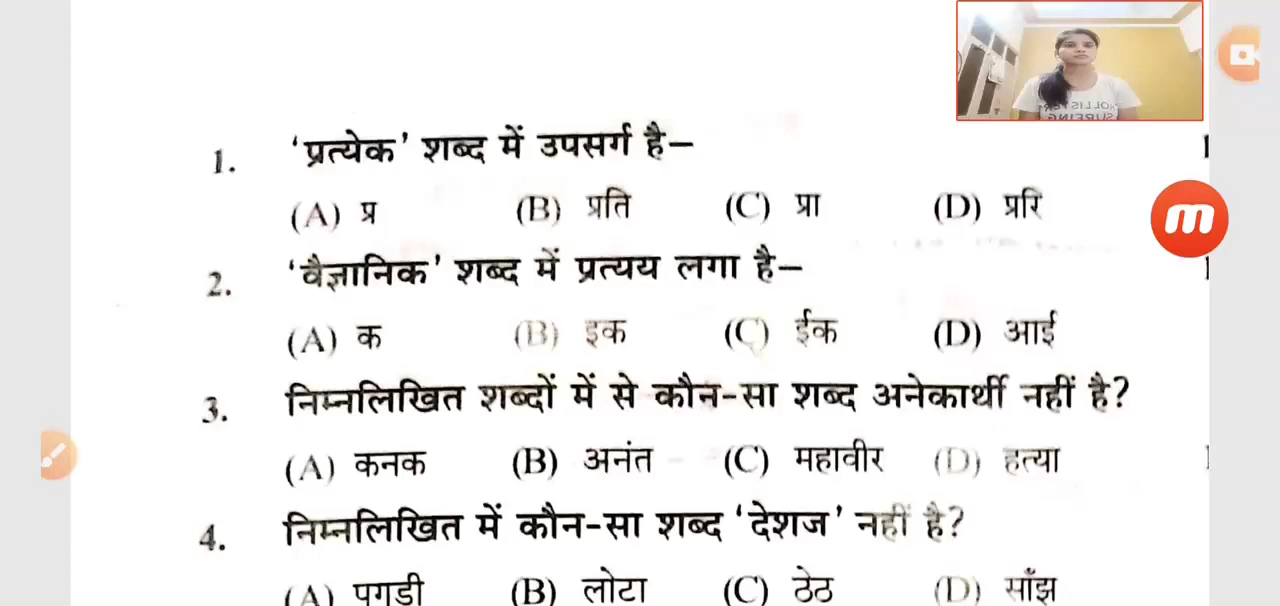 1. 'प्रत्येक' शब्द में उपसर्ग है–
(A) प्र (B) प्रति (C) प्रा (D) प्ररि
2. 'वैज्ञानिक' शब्द में प्रत्यय लगा है–
(A) क (B) इक (C) ईक (D) आई
3. निम्नलिखित शब्दों में से कौन-सा शब्द अनेकार्थी नहीं है?
(A) कनक (B) अनंत (C) महावीर (D) हत्या
4. निम्नलिखित में कौन-सा शब्द 'देशज' नहीं है?
(A) पगडी (B) लोटा (C) ठेठ (D) साँझ